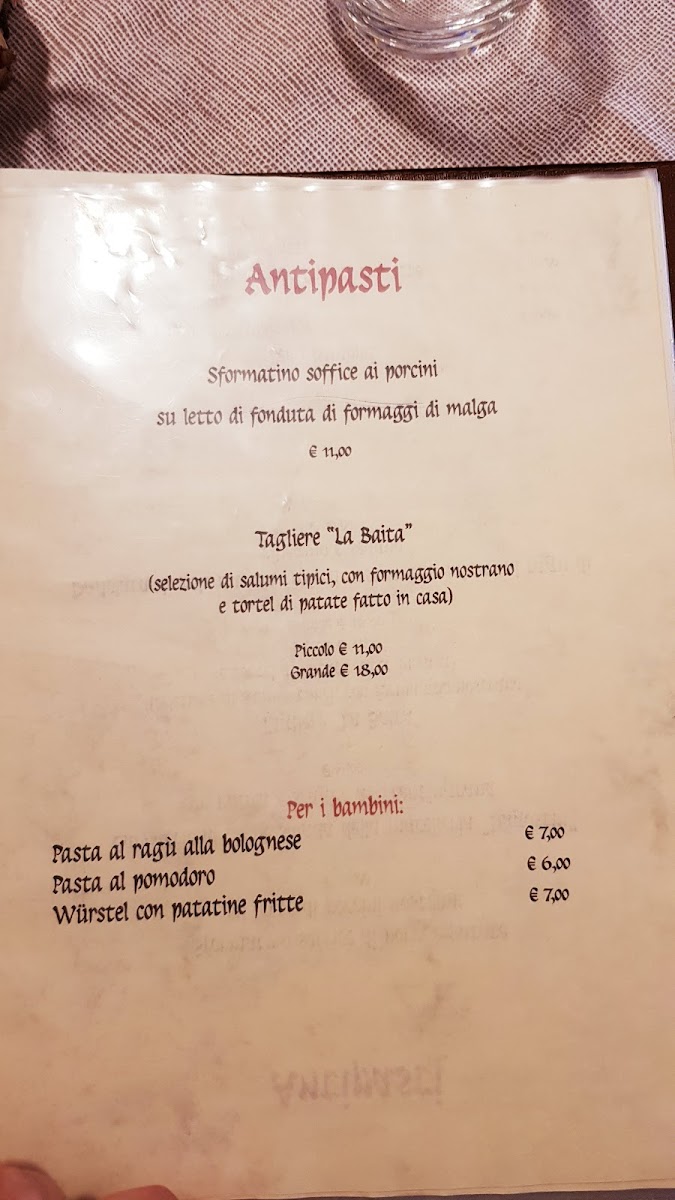 Antipasti
Sformatino soffice ai porcini
su letto di fonduta di formaggi di malga
€ 11,00
Tagliere "La Baita"
(selezione di salumi tipici, con formaggio nostrano
e tortel di patate fatto in casa)
Piccolo € 11,00
Grande € 18,00
Per i bambini:
Pasta al ragù alla bolognese € 7,00
Pasta al pomodoro € 6,00
Würstel con patatine fritte € 7,00